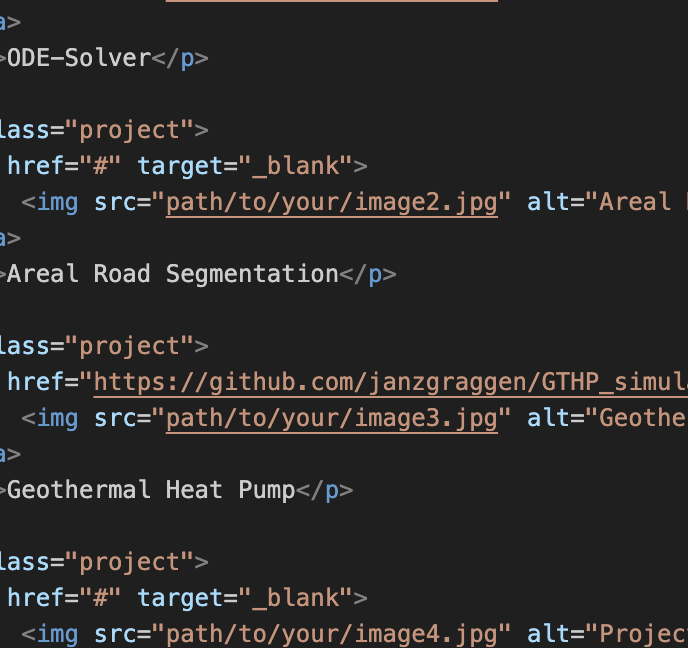 a>
>ODE-Solver</p>
lass="project">
href="#" target="_blank">
<img src="path/to/your/image2.jpg" alt="Areal
a>
>Areal Road Segmentation</p>
lass="project">
href="https://github.com/janzgraggen/GTHP_simula
<img src="path/to/your/image3.jpg" alt="Geothe
a>
>Geothermal Heat Pump</p>
lass="project">
href="#" target="_blank">
<img src="path/to/your/image4.jpg" alt="Projec